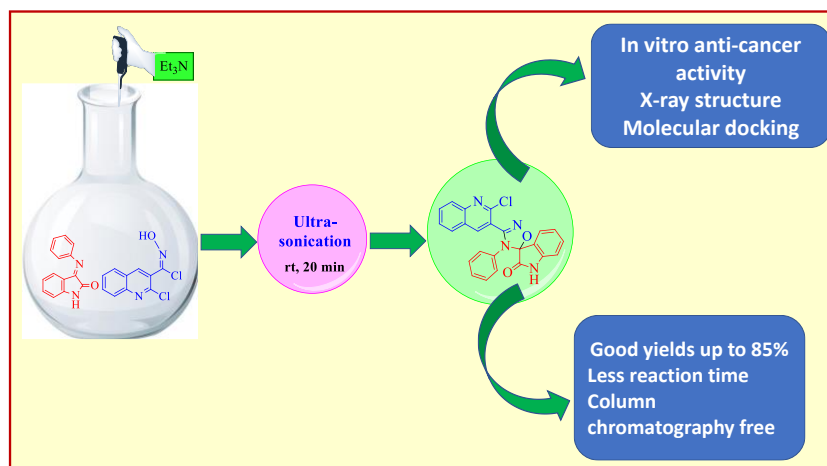 Et₃N
HO
N
N
O
NH
Cl
N
Cl
Ultra-
sonication
rt, 20 min
N
Cl
N
O
N
O
N
H
In vitro anti-cancer
activity
X-ray structure
Molecular docking
Good yields up to 85%
Less reaction time
Column
chromatography free